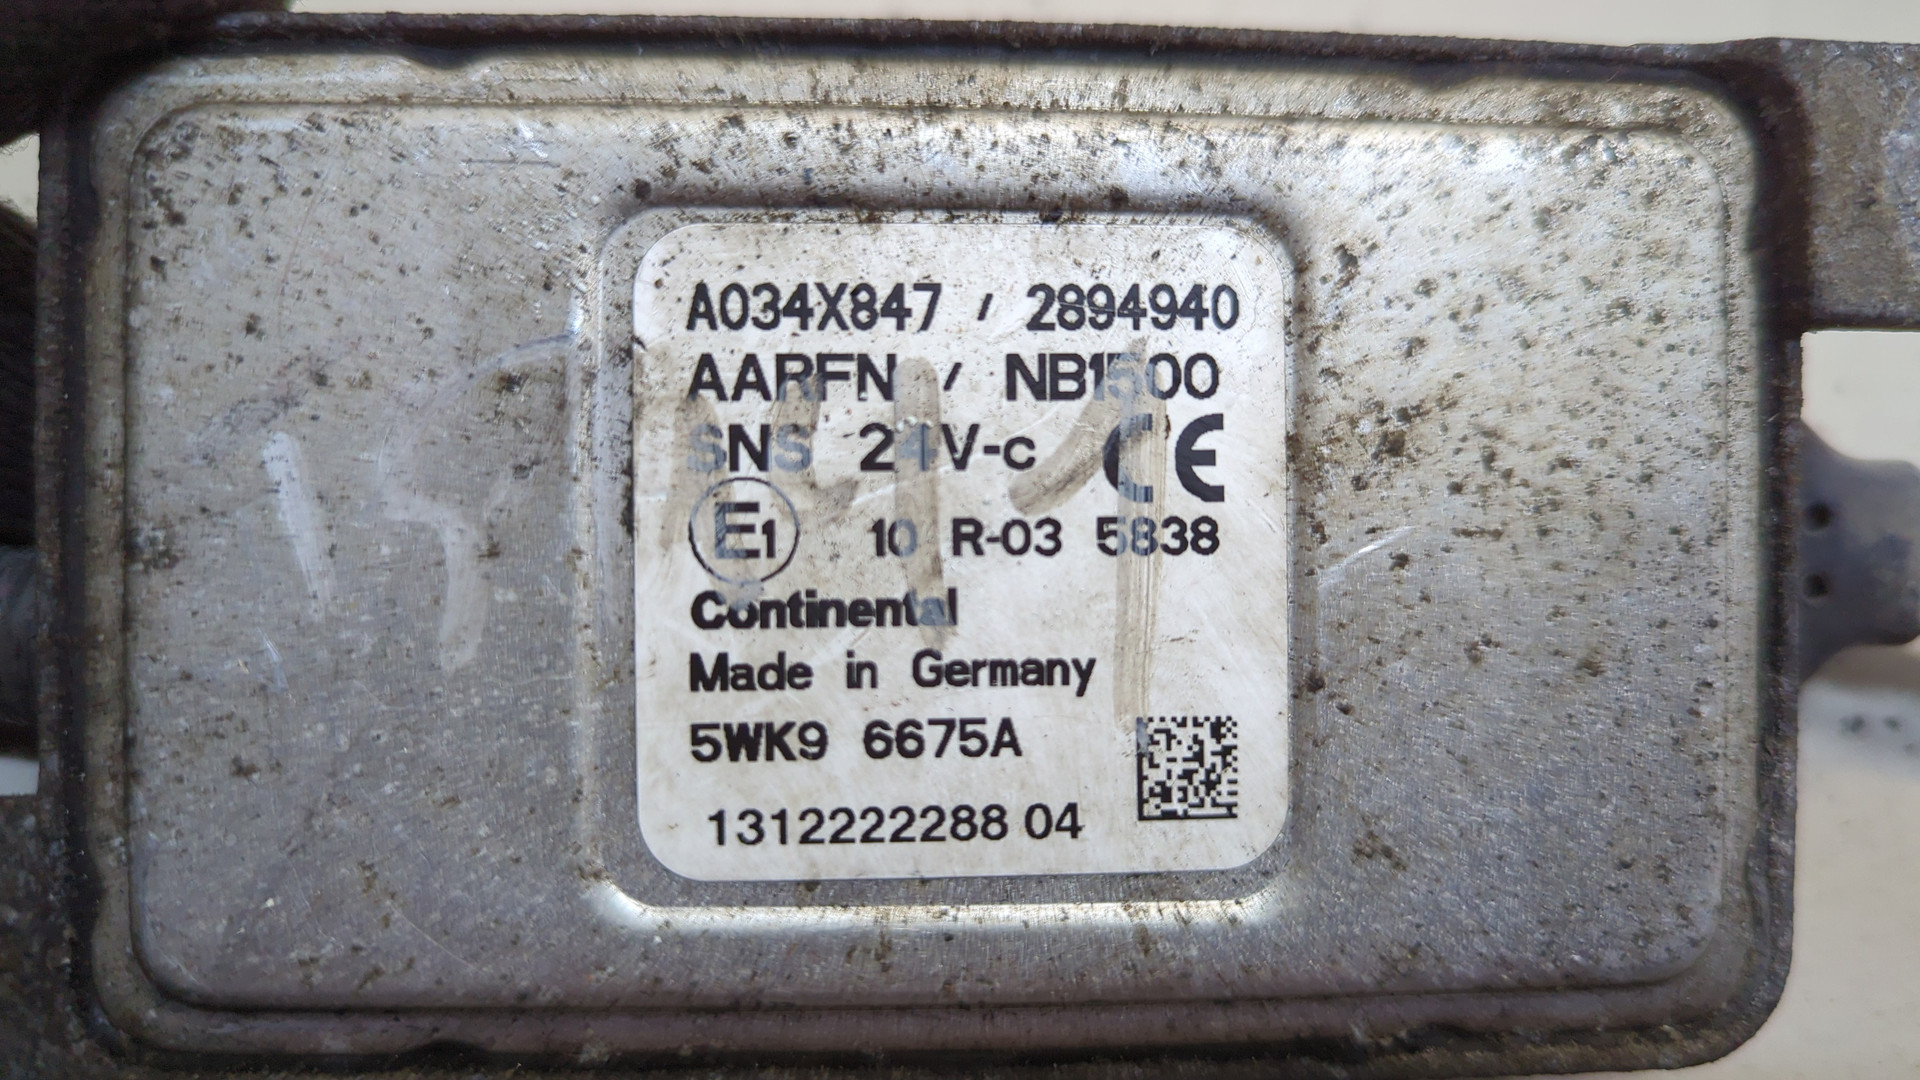 A034X847 / 2894940
AARFN / NB1500
SNS 24V-c CE
E1 10 R-03 5838
Continental
Made in Germany
5WK9 6675A
1312222288 04